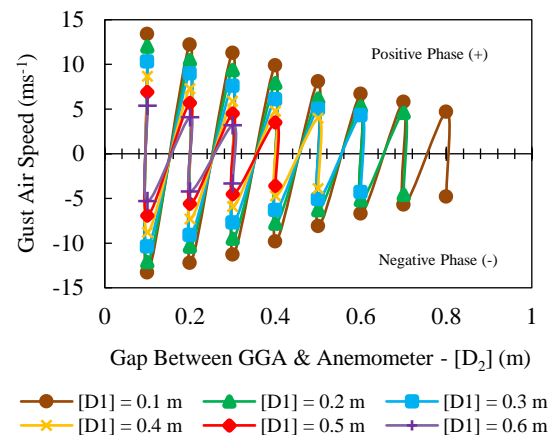 15
10
5
0
-5
-10
-15
Gust Air Speed (ms⁻¹)
Positive Phase (+)
Negative Phase (-)
0 0.2 0.4 0.6 0.8 1
Gap Between GGA & Anemometer - [D₂] (m)
[D1] = 0.1 m [D1] = 0.2 m [D1] = 0.3 m
[D1] = 0.4 m [D1] = 0.5 m [D1] = 0.6 m